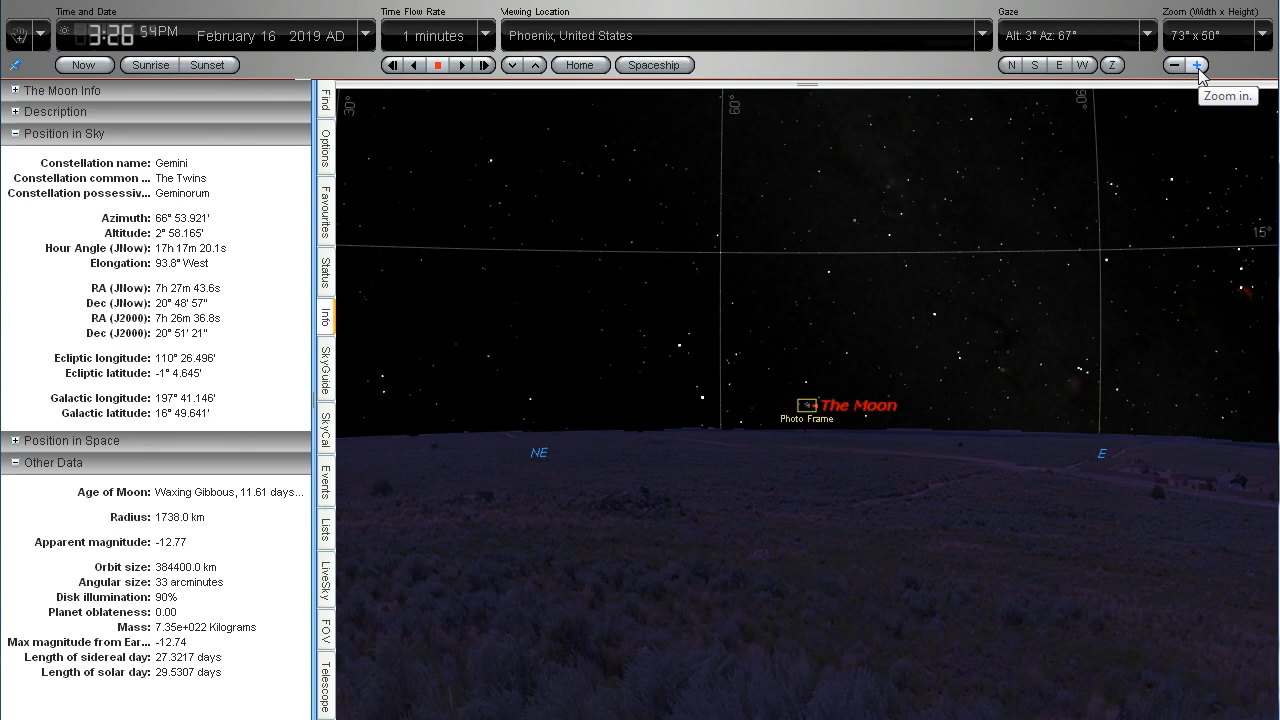 Time and Date
Time Flow Rate
Viewing Location
Gaze
Zoom (Width x Height)
3:26 54PM February 16 2019 AD
1 minutes
Phoenix, United States
Alt: 3° Az: 67°
73° x 50°
Now
Sunrise
Sunset
Home
Spaceship
N
S
E
W
Z
Zoom in.
The Moon Info
Description
Position in Sky
Constellation name: Gemini
Constellation common ... The Twins
Constellation possessiv... Geminorum
Azimuth: 66° 53.921'
Altitude: 2° 58.165'
Hour Angle (JNow): 17h 17m 20.1s
Elongation: 93.8° West
RA (JNow): 7h 27m 43.6s
Dec (JNow): 20° 48' 57"
RA (J2000): 7h 26m 36.8s
Dec (J2000): 20° 51' 21"
Ecliptic longitude: 110° 26.496'
Ecliptic latitude: -1° 4.645'
Galactic longitude: 197° 41.146'
Galactic latitude: 16° 49.641'
Position in Space
Other Data
Age of Moon: Waxing Gibbous, 11.61 days...
Radius: 1738.0 km
Apparent magnitude: -12.77
Orbit size: 384400.0 km
Angular size: 33 arcminutes
Disk illumination: 90%
Planet oblateness: 0.00
Mass: 7.35e+022 Kilograms
Max magnitude from Ear... -12.74
Length of sidereal day: 27.3217 days
Length of solar day: 29.5307 days
Find
Options
Favourites
Status
Info
SkyGuide
SkyCal
Events
Lists
LiveSky
FOV
Telescope
30°
60°
90°
15°
The Moon
Photo Frame
NE
E